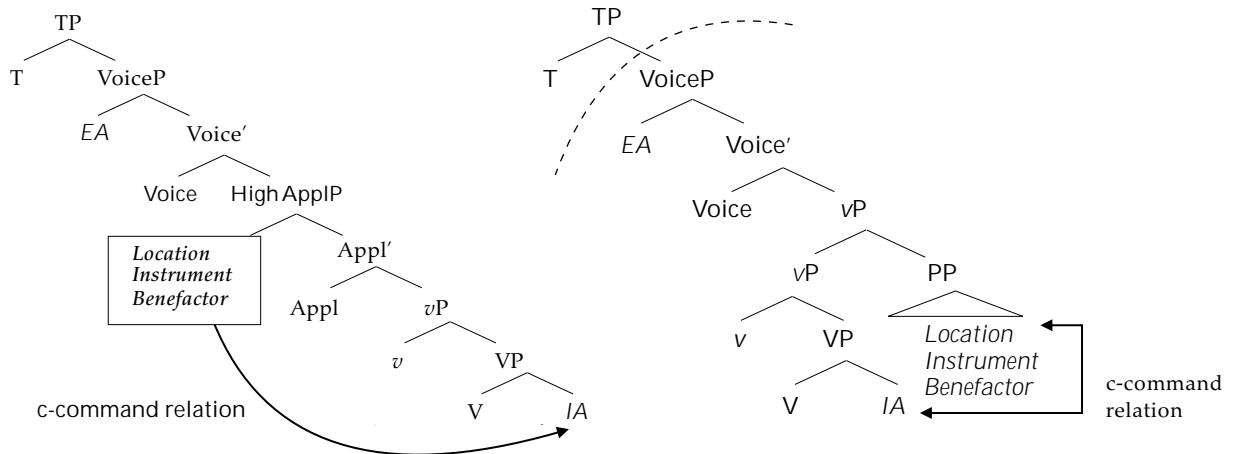 TP
T VoiceP
EA Voice′
Voice High ApplP
Location
Instrument
Benefactor
Appl′
Appl vP
v VP
V IA
c-command relation
TP
T VoiceP
EA Voice'
Voice vP
vP PP
v VP
Location
Instrument
Benefactor
V IA
c-command
relation